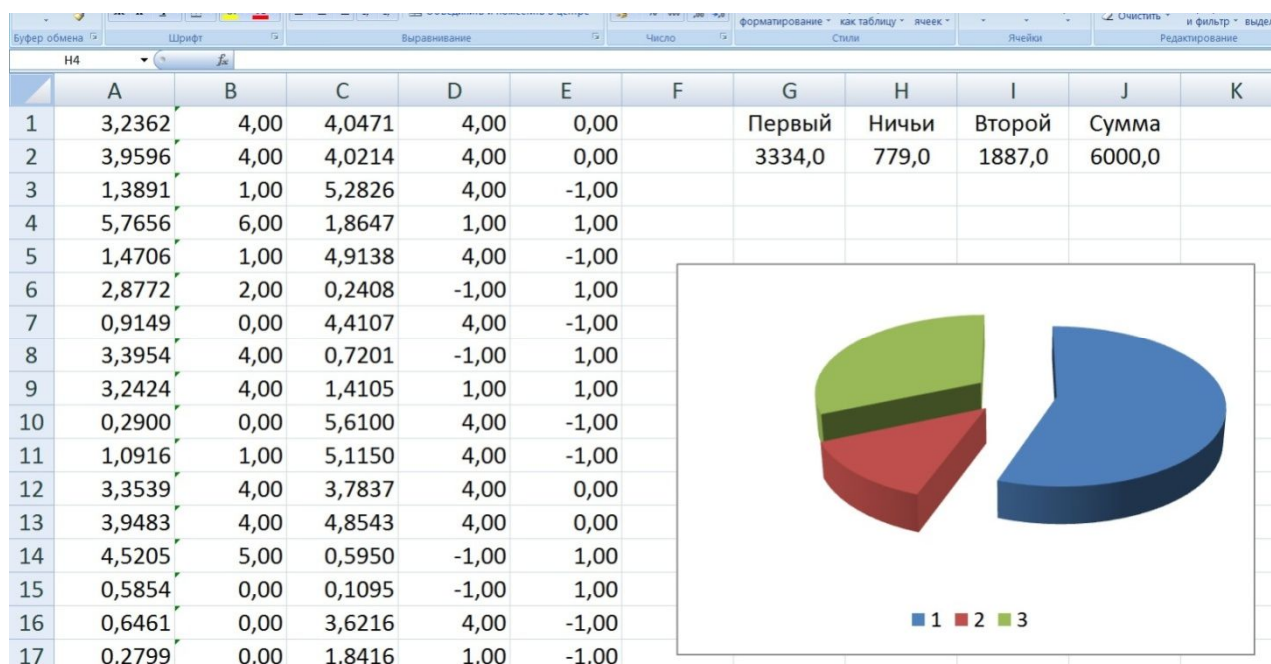 форматирование как таблицу ячеек Очистить и фильтр
Буфер обмена Шрифт Выравнивание Число Стили Ячейки Редактирование
H4 fx
A B C D E F G H I J K
1 3,2362 4,00 4,0471 4,00 0,00 Первый Ничьи Второй Сумма
2 3,9596 4,00 4,0214 4,00 0,00 3334,0 779,0 1887,0 6000,0
3 1,3891 1,00 5,2826 4,00 -1,00
4 5,7656 6,00 1,8647 1,00 1,00
5 1,4706 1,00 4,9138 4,00 -1,00
6 2,8772 2,00 0,2408 -1,00 1,00
7 0,9149 0,00 4,4107 4,00 -1,00
8 3,3954 4,00 0,7201 -1,00 1,00
9 3,2424 4,00 1,4105 1,00 1,00
10 0,2900 0,00 5,6100 4,00 -1,00
11 1,0916 1,00 5,1150 4,00 -1,00
12 3,3539 4,00 3,7837 4,00 0,00
13 3,9483 4,00 4,8543 4,00 0,00
14 4,5205 5,00 0,5950 -1,00 1,00
15 0,5854 0,00 0,1095 -1,00 1,00
16 0,6461 0,00 3,6216 4,00 -1,00
17 0,2799 0,00 1,8416 1,00 -1,00
1 2 3